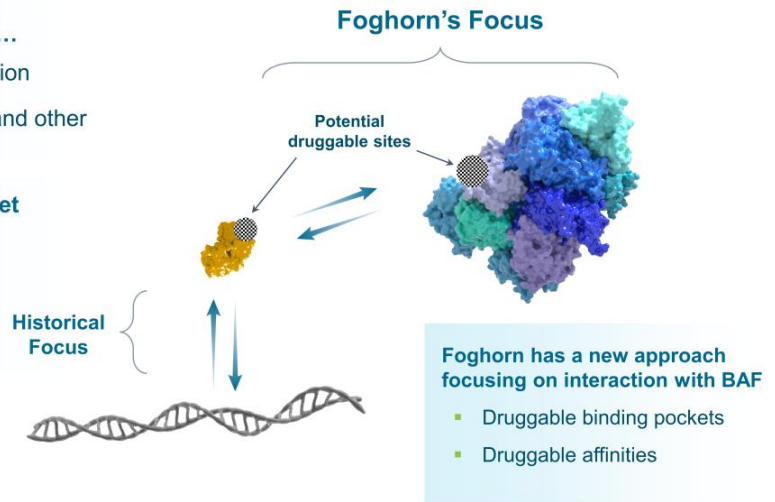 Foghorn's Focus
...
ion
and other
et
Potential
druggable sites
Historical
Focus
Foghorn has a new approach
focusing on interaction with BAF
▪ Druggable binding pockets
▪ Druggable affinities